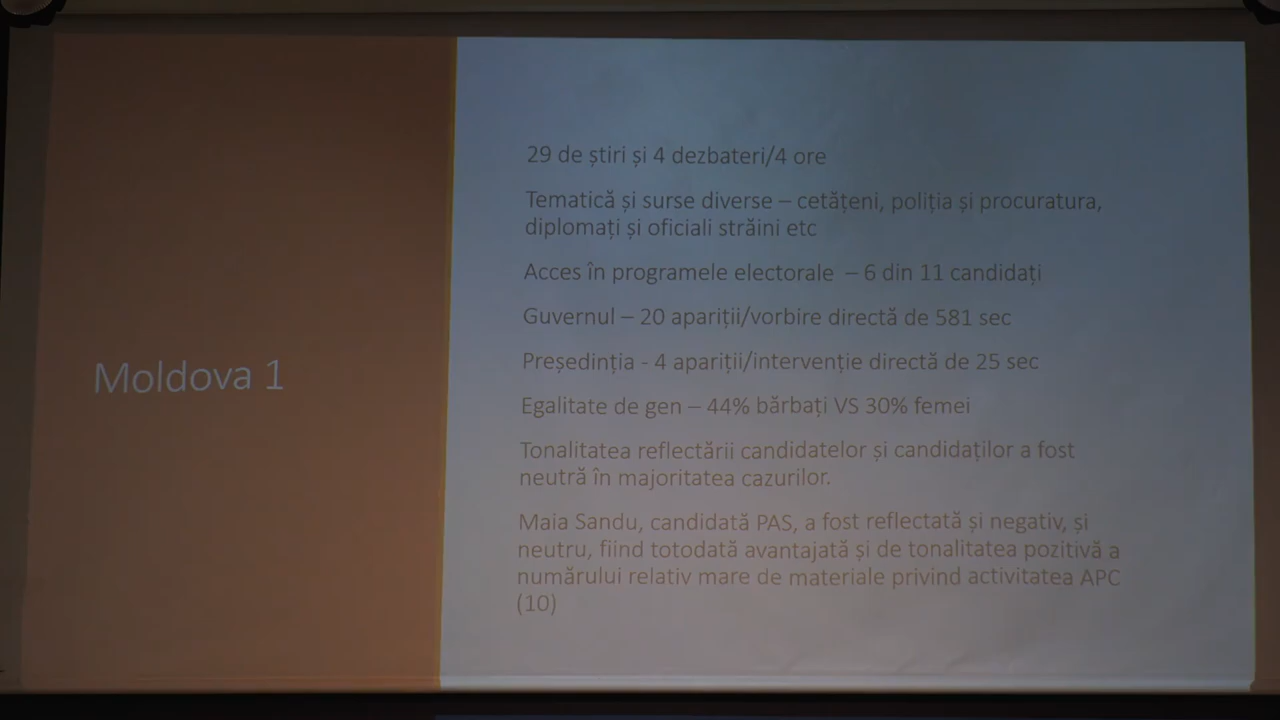 Moldova 1
29 de știri și 4 dezbateri/4 ore
Tematică și surse diverse – cetățeni, poliția și procuratura,
diplomați și oficiali străini etc
Acces în programele electorale – 6 din 11 candidați
Guvernul – 20 apariții/vorbire directă de 581 sec
Președinția - 4 apariții/intervenție directă de 25 sec
Egalitate de gen – 44% bărbați VS 30% femei
Tonalitatea reflectării candidatelor și candidaților a fost
neutră în majoritatea cazurilor.
Maia Sandu, candidată PAS, a fost reflectată și negativ, și
neutru, fiind totodată avantajată și de tonalitatea pozitivă a
numărului relativ mare de materiale privind activitatea APC
(10)